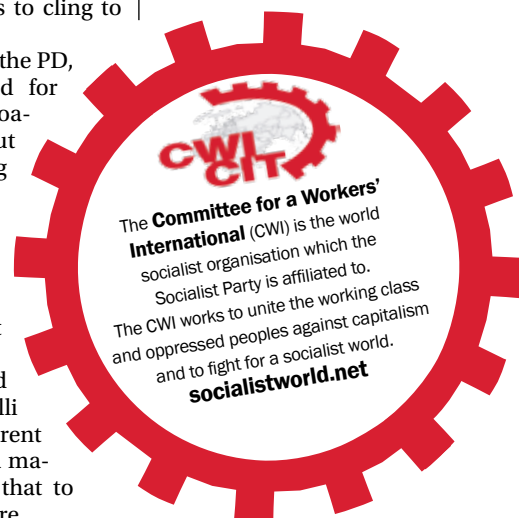 s to cling to
the PD,
d for
oa-
ut
g
t
d
lli
rent
ma-
that to
re
CWI
CIT
The Committee for a Workers'
International (CWI) is the world
socialist organisation which the
Socialist Party is affiliated to.
The CWI works to unite the working class
and oppressed peoples against capitalism
and to fight for a socialist world.
socialistworld.net